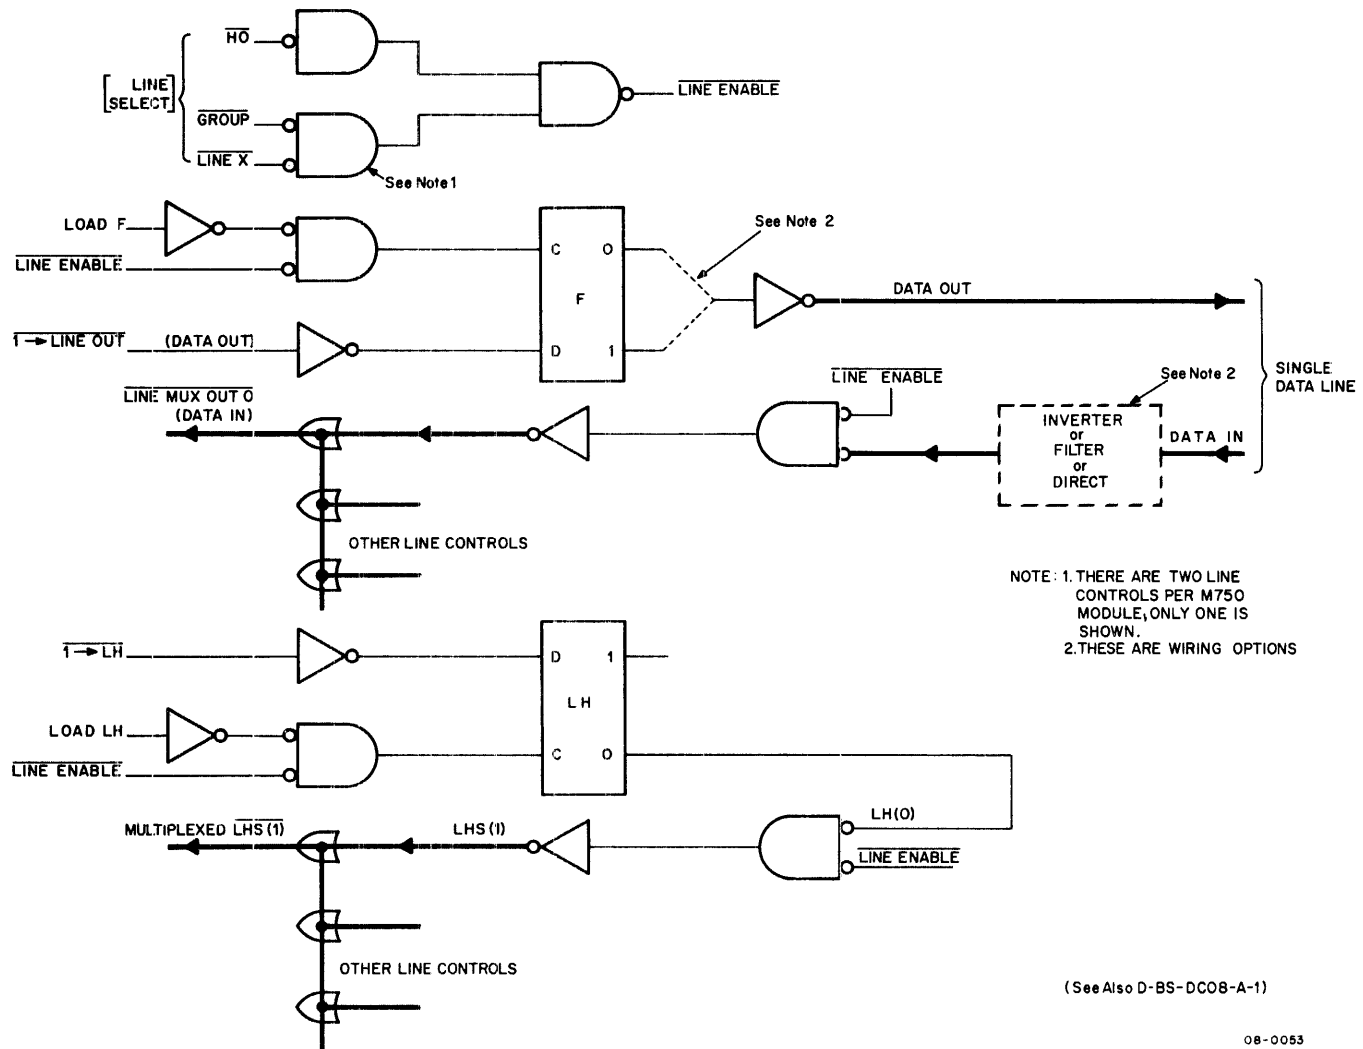 H0
[LINE
SELECT]
GROUP
LINE X
LINE ENABLE
See Note 1
LOAD F
LINE ENABLE
1→LINE OUT (DATA OUT)
C 0
F
D 1
See Note 2
DATA OUT
SINGLE
DATA LINE
LINE MUX OUT 0
(DATA IN)
LINE ENABLE
See Note 2
INVERTER
or
FILTER
or
DIRECT
DATA IN
OTHER LINE CONTROLS
NOTE: 1. THERE ARE TWO LINE
CONTROLS PER M750
MODULE, ONLY ONE IS
SHOWN.
2. THESE ARE WIRING OPTIONS
1→LH
D 1
LH
C 0
LOAD LH
LINE ENABLE
MULTIPLEXED LHS(1)
LHS(1)
LH(0)
LINE ENABLE
OTHER LINE CONTROLS
(See Also D-BS-DC08-A-1)
08-0053